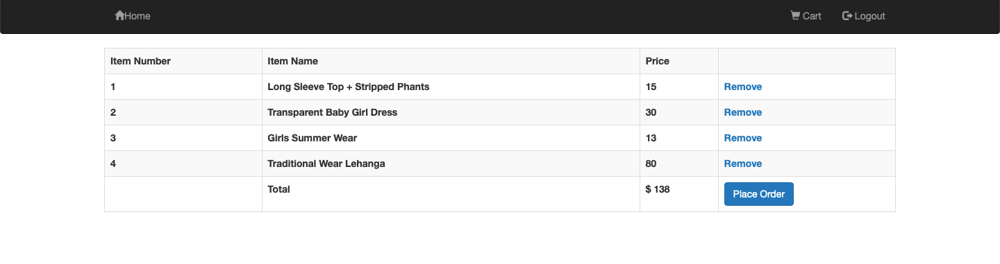 Home Cart Logout
Item Number Item Name Price
1 Long Sleeve Top + Stripped Phants 15 Remove
2 Transparent Baby Girl Dress 30 Remove
3 Girls Summer Wear 13 Remove
4 Traditional Wear Lehanga 80 Remove
Total $ 138 Place Order